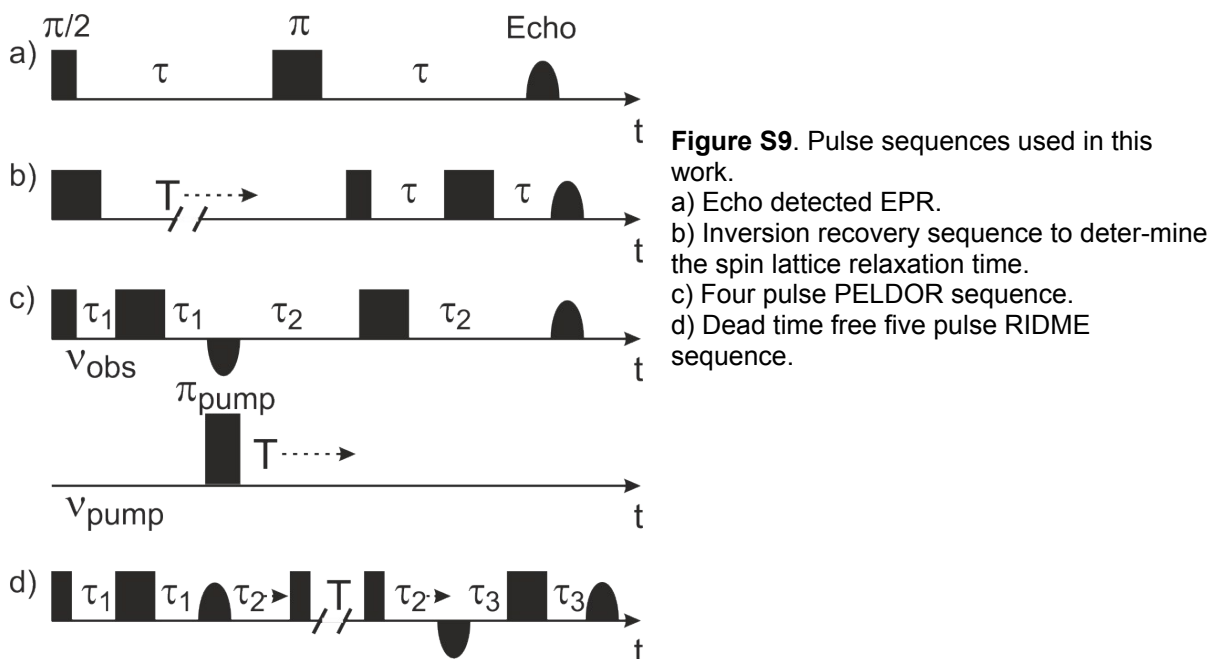 π/2 π Echo
a) τ τ
t
b) T τ τ
t
c) τ1 τ1 τ2 τ2
νobs t
πpump
T
νpump t
d) τ1 τ1 τ2 T τ2 τ3 τ3
t
Figure S9. Pulse sequences used in this
work.
a) Echo detected EPR.
b) Inversion recovery sequence to deter-mine
the spin lattice relaxation time.
c) Four pulse PELDOR sequence.
d) Dead time free five pulse RIDME
sequence.